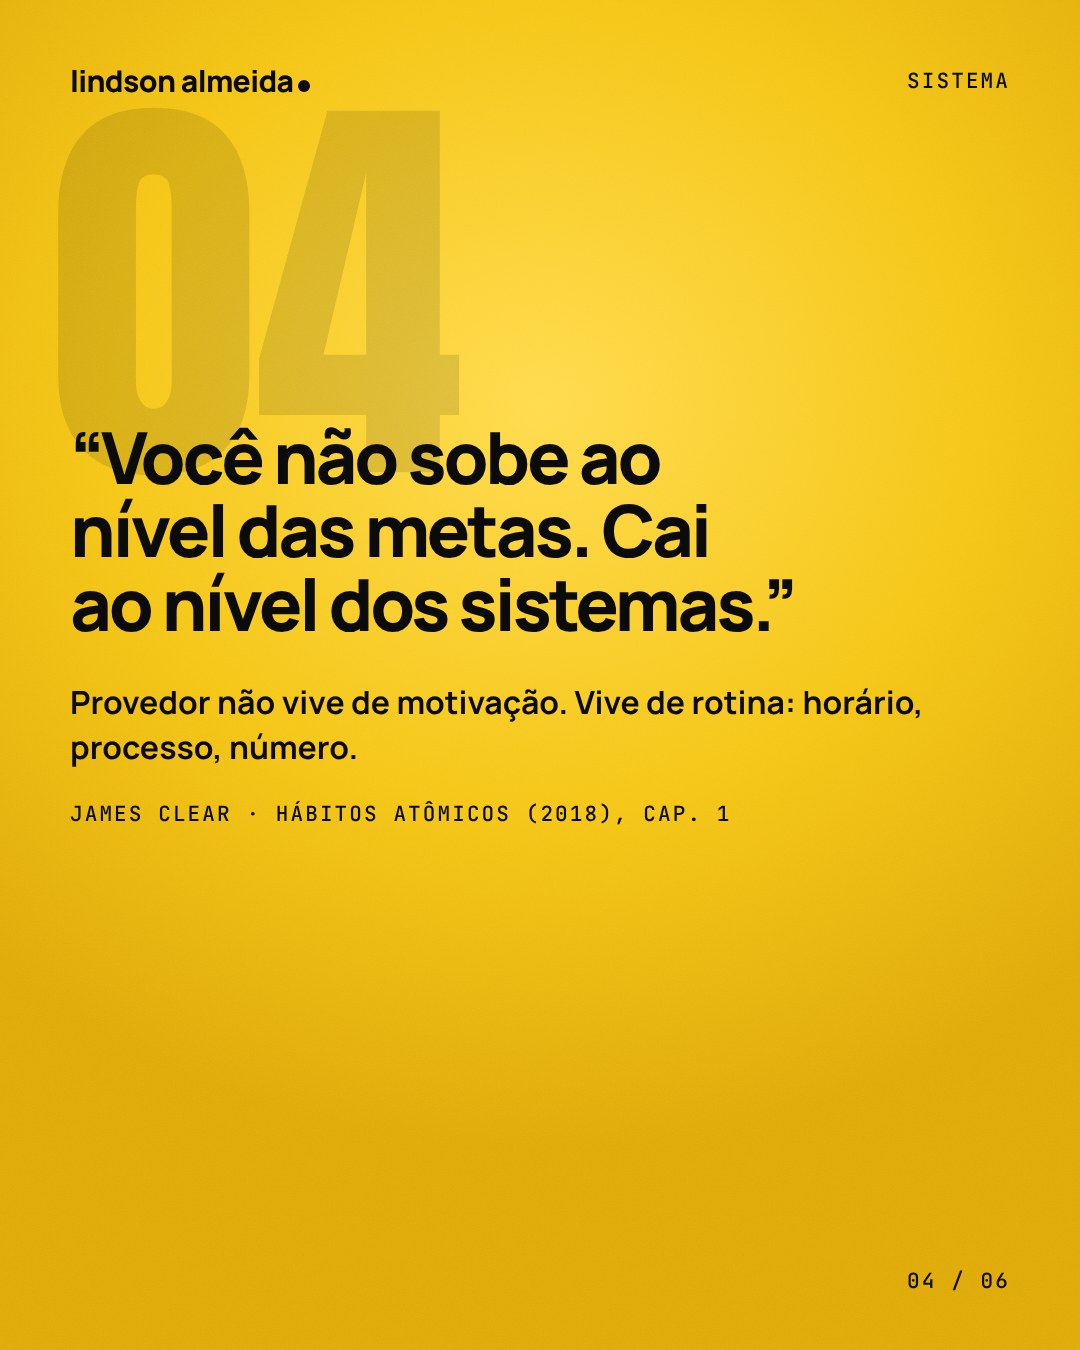 lindson almeida
SISTEMA
04
“Você não sobe ao
nível das metas. Cai
ao nível dos sistemas.”
Provedor não vive de motivação. Vive de rotina: horário,
processo, número.
JAMES CLEAR · HÁBITOS ATÔMICOS (2018), CAP. 1
04 / 06